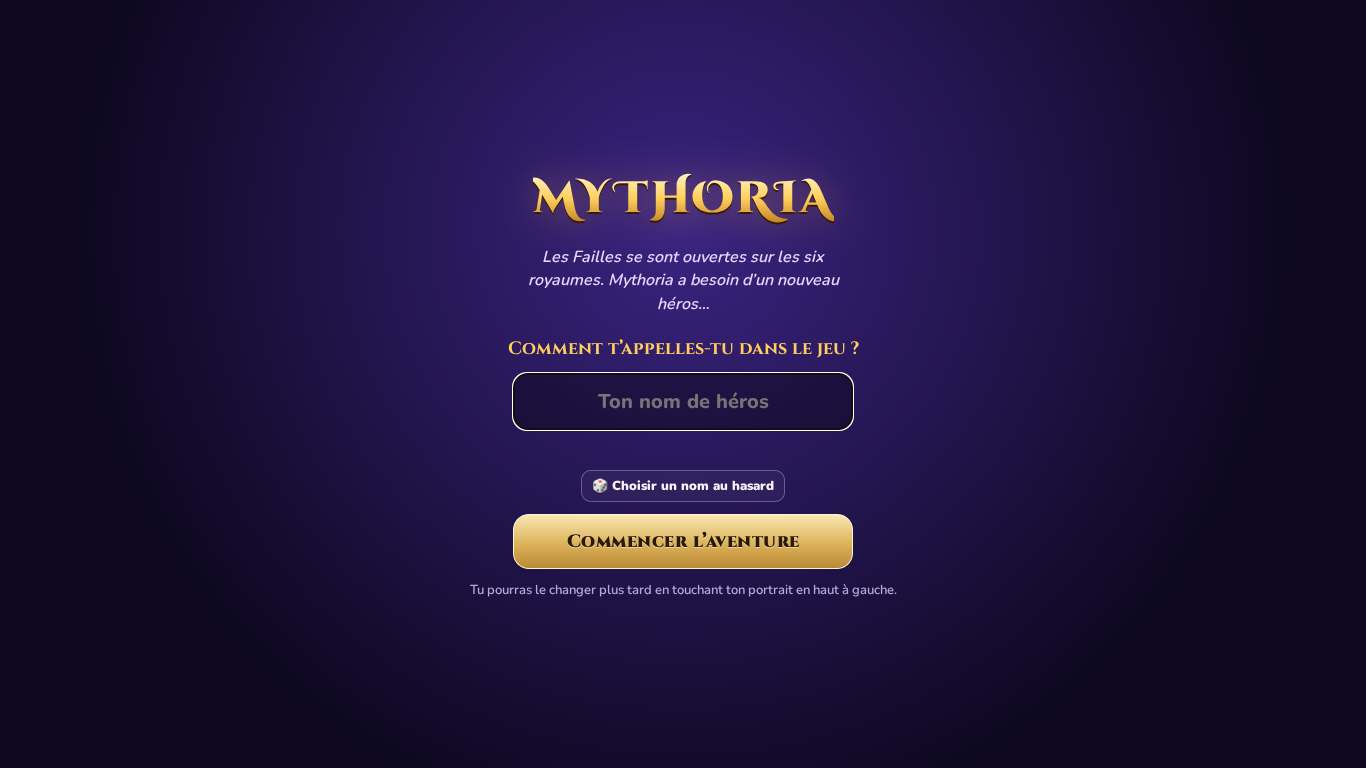 MYTHORIA
Les Failles se sont ouvertes sur les six
royaumes. Mythoria a besoin d’un nouveau
héros…
Comment t’appelles-tu dans le jeu ?
Ton nom de héros
🎲 Choisir un nom au hasard
Commencer l’aventure
Tu pourras le changer plus tard en touchant ton portrait en haut à gauche.